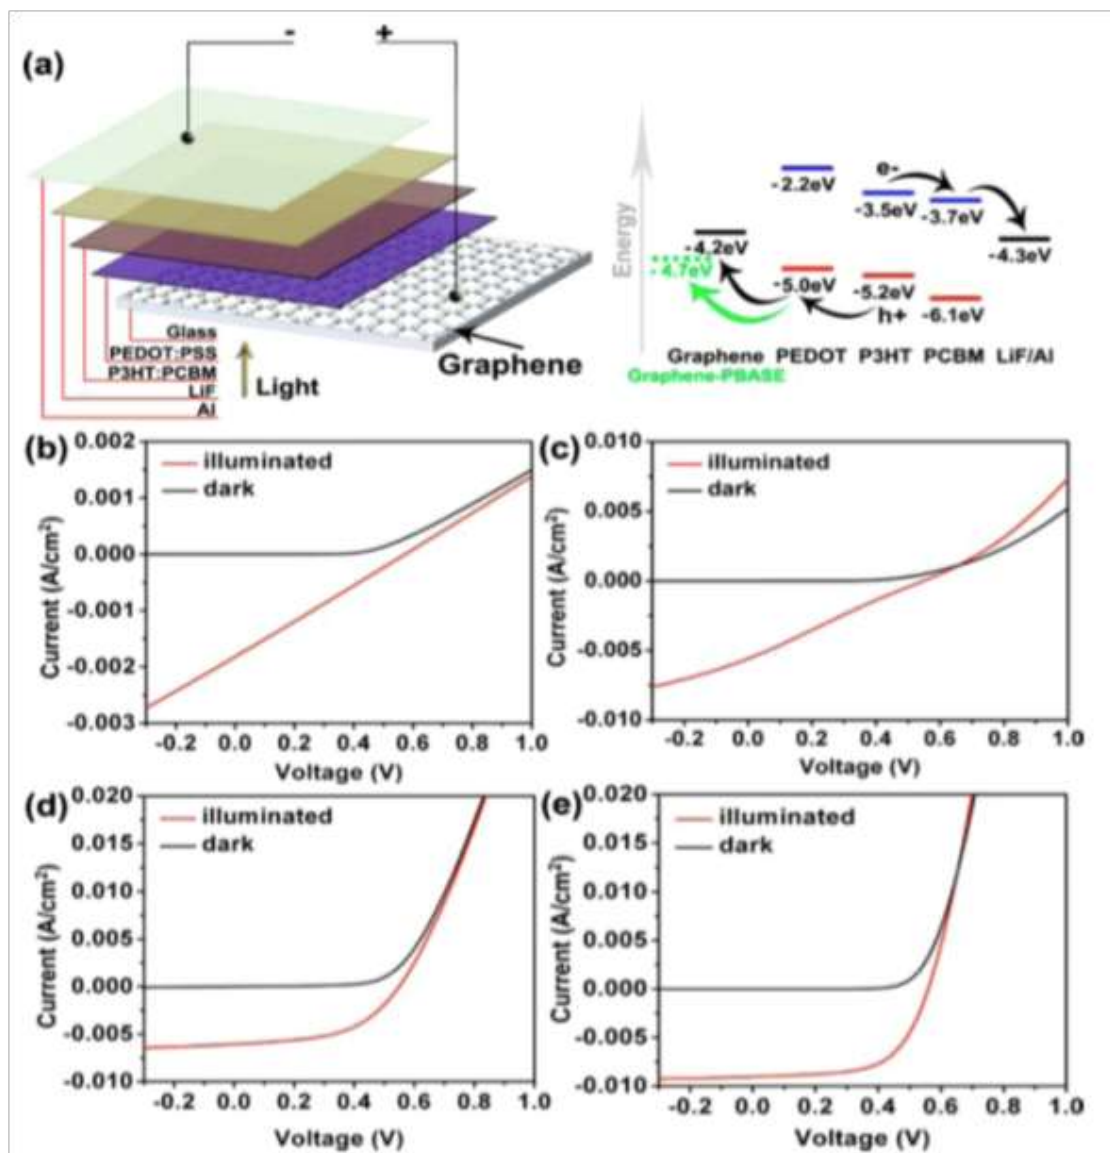 (a)
- +
Glass
PEDOT:PSS
P3HT:PCBM
LiF
Al
Light
Graphene
Energy
e-
-2.2eV
-3.5eV
-3.7eV
-4.2eV
-4.3eV
-4.7eV
-5.0eV
-5.2eV
h+
-6.1eV
Graphene PEDOT P3HT PCBM LiF/Al
Graphene-PBASE
(b)
illuminated
dark
Current (A/cm²)
0.002
0.001
0.000
-0.001
-0.002
-0.003
-0.2 0.0 0.2 0.4 0.6 0.8 1.0
Voltage (V)
(c)
illuminated
dark
Current (A/cm²)
0.010
0.005
0.000
-0.005
-0.010
-0.2 0.0 0.2 0.4 0.6 0.8 1.0
Voltage (V)
(d)
illuminated
dark
Current (A/cm²)
0.020
0.015
0.010
0.005
0.000
-0.005
-0.010
-0.2 0.0 0.2 0.4 0.6 0.8 1.0
Voltage (V)
(e)
illuminated
dark
Current (A/cm²)
0.020
0.015
0.010
0.005
0.000
-0.005
-0.010
-0.2 0.0 0.2 0.4 0.6 0.8 1.0
Voltage (V)